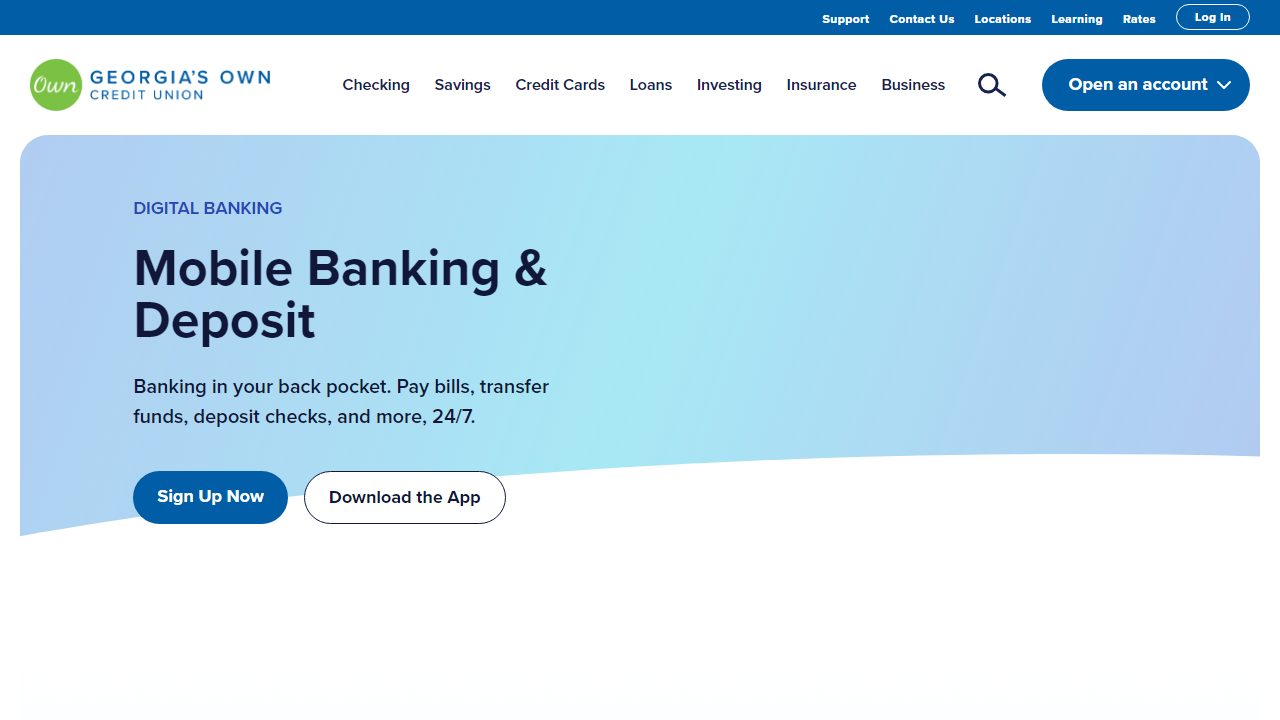 Support Contact Us Locations Learning Rates Log In
Own GEORGIA'S OWN
CREDIT UNION
Checking Savings Credit Cards Loans Investing Insurance Business Open an account
DIGITAL BANKING
Mobile Banking &
Deposit
Banking in your back pocket. Pay bills, transfer
funds, deposit checks, and more, 24/7.
Sign Up Now Download the App